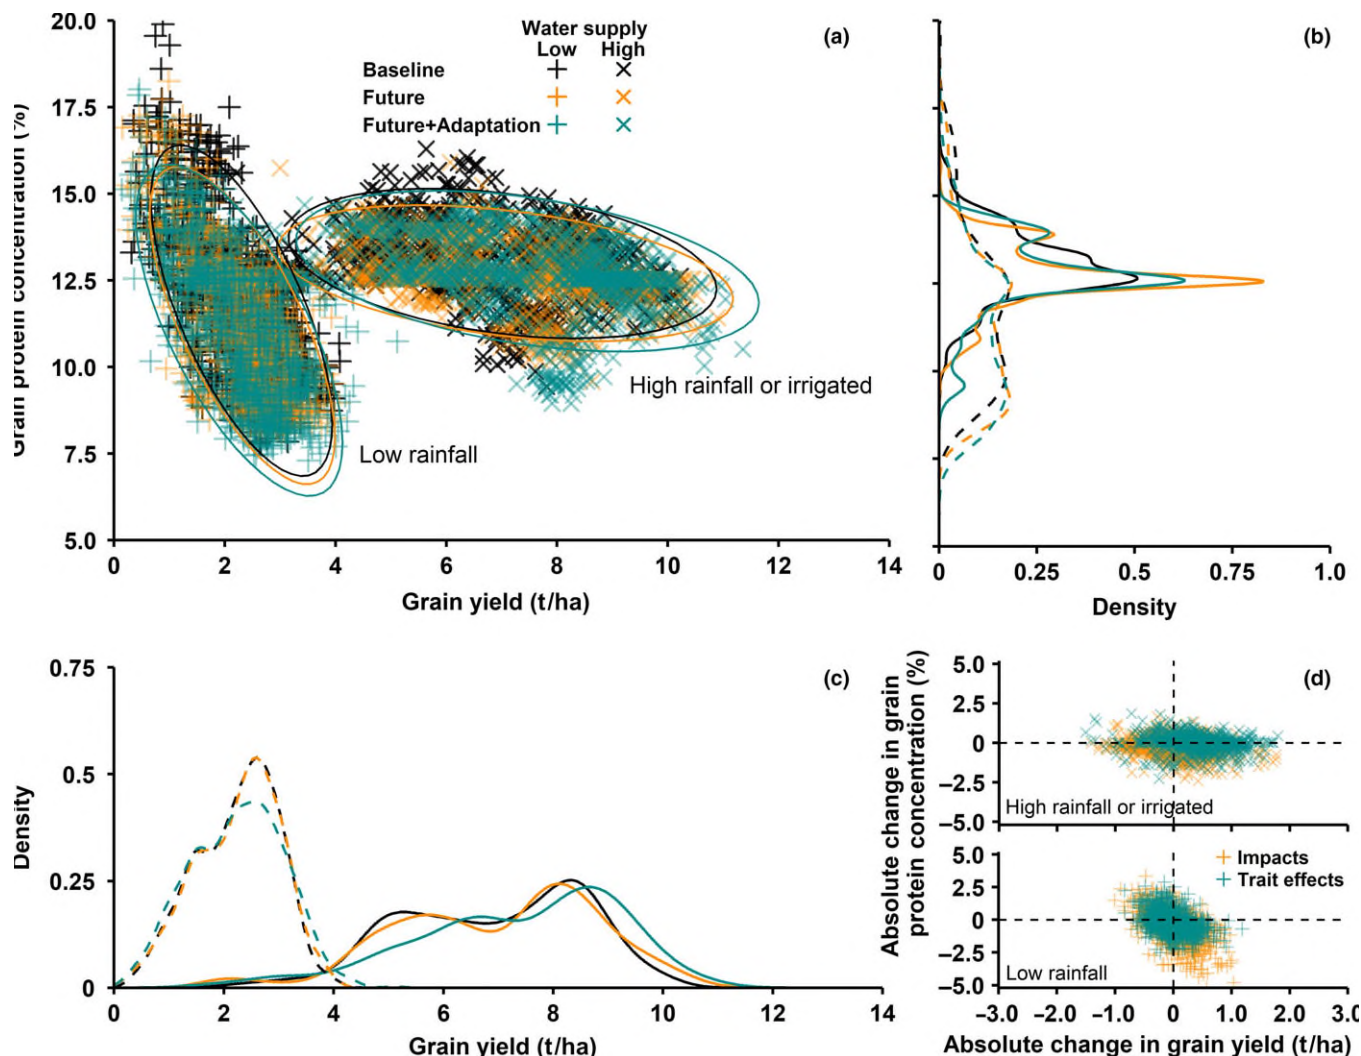 20.0
17.5
15.0
12.5
10.0
7.5
5.0
Grain protein concentration (%)
0
2
4
6
8
10
12
14
Grain yield (t/ha)
(a)
Water supply
Low High
Baseline
Future
Future+Adaptation
High rainfall or irrigated
Low rainfall
(b)
0
0.25
0.5
0.75
1.0
Density
0.75
0.5
0.25
0
Density
(c)
0
2
4
6
8
10
12
14
Grain yield (t/ha)
Absolute change in grain
protein concentration (%)
5.0
2.5
0
−2.5
−5.0
(d)
High rainfall or irrigated
5.0
2.5
0
−2.5
−5.0
Impacts
Trait effects
Low rainfall
−3.0
−2.0
−1.0
0
1.0
2.0
3.0
Absolute change in grain yield (t/ha)